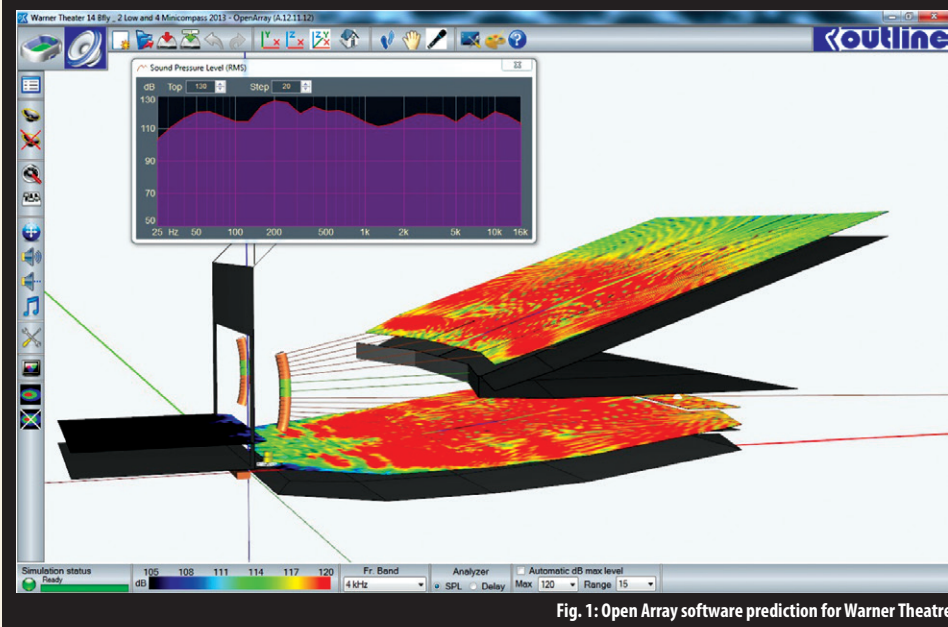 Warner Theater 14 Bfly _ 2 Low and 4 Minicompass 2013 - OpenArray (A.12.11.12)
Y X Z X Z Y X ?
outline
Sound Pressure Level (RMS)
dB Top 130 Step 20
130
110
90
70
50
25 Hz 50 100 200 500 1k 2k 5k 10k 16k
Simulation status 105 108 111 114 117 120 Fr. Band Analyzer Automatic dB max level
Ready dB 4 kHz SPL Delay Max 120 Range 15
Fig. 1: Open Array software prediction for Warner Theatre